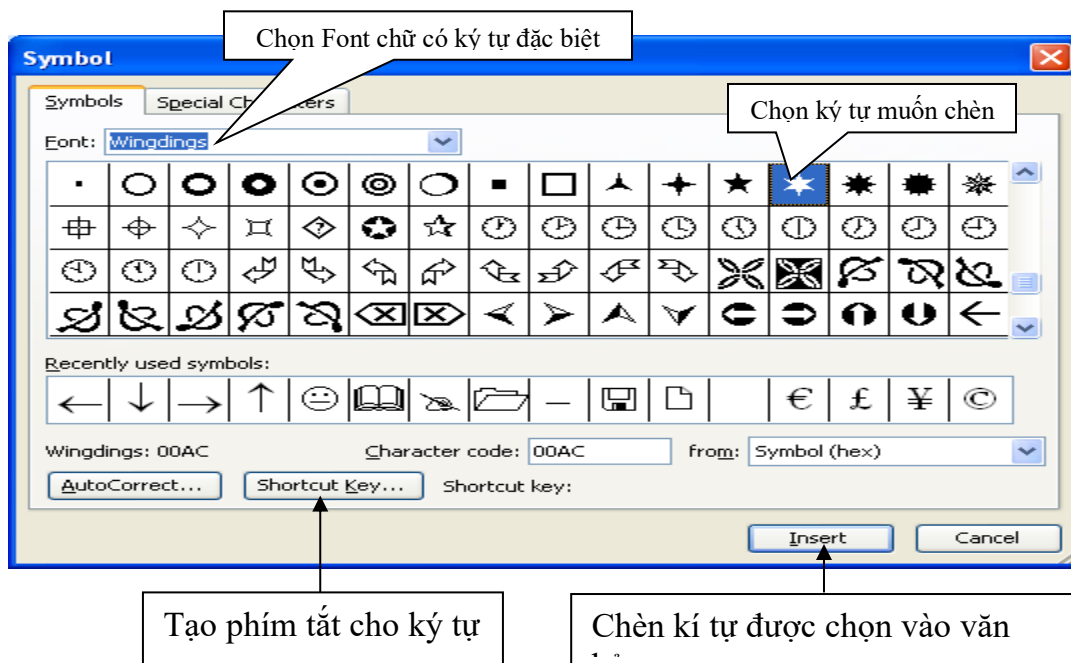 Chọn Font chữ có ký tự đặc biệt
Symbol
Symbols
Special Ch ters
Chọn ký tự muốn chèn
Font: Wingdings
Recently used symbols:
€ £ ¥ ©
Wingdings: 00AC
Character code: 00AC
from: Symbol (hex)
AutoCorrect...
Shortcut Key...
Shortcut key:
Insert
Cancel
Tạo phím tắt cho ký tự
Chèn kí tự được chọn vào văn